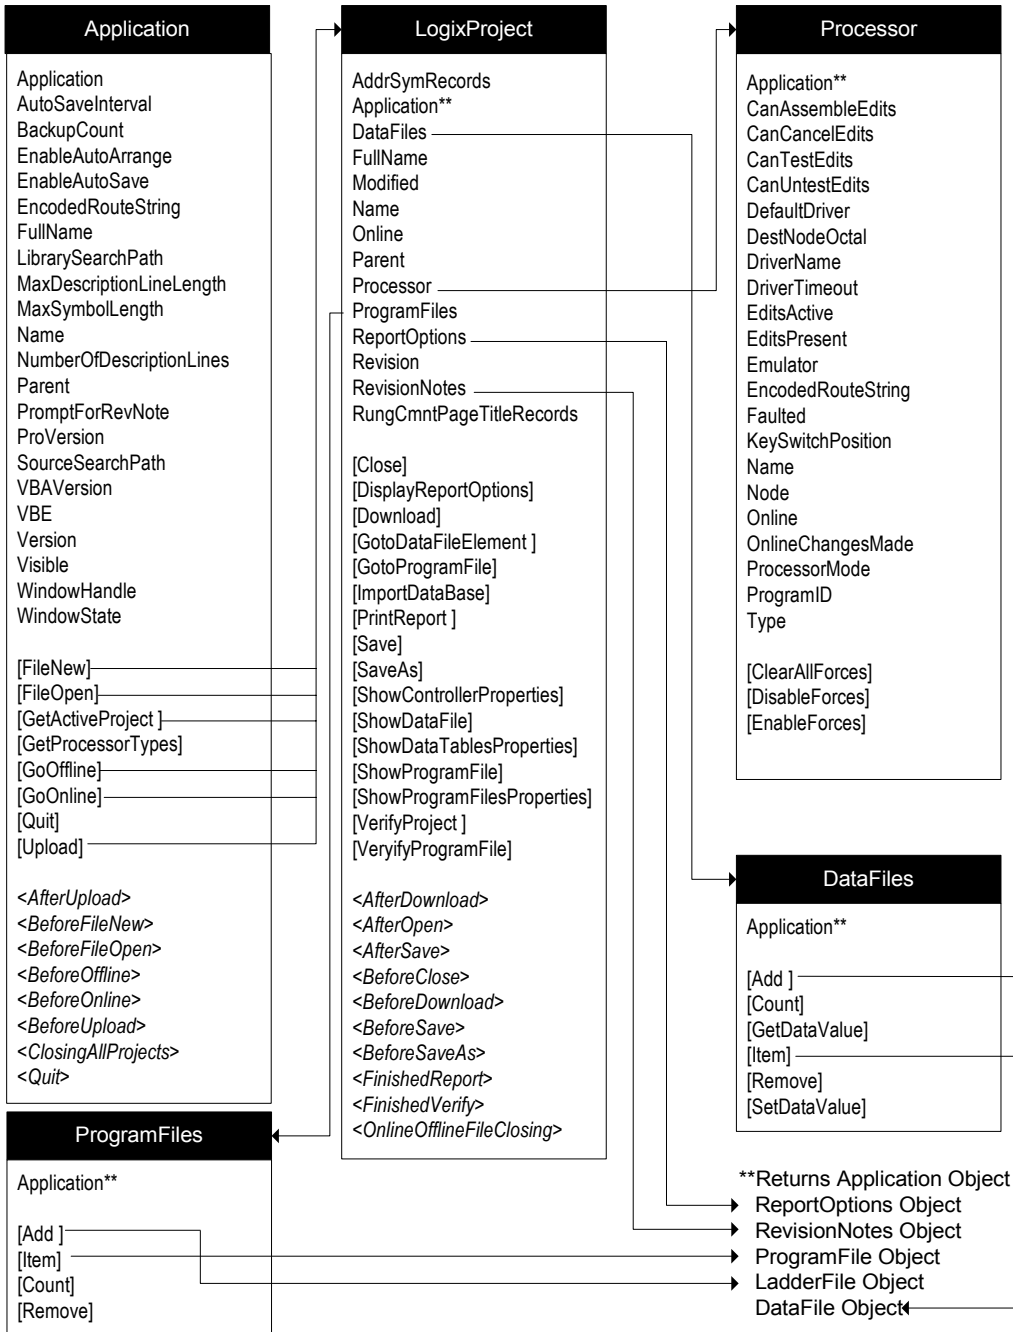 Application
Application
AutoSaveInterval
BackupCount
EnableAutoArrange
EnableAutoSave
EncodedRouteString
FullName
LibrarySearchPath
MaxDescriptionLineLength
MaxSymbolLength
Name
NumberOfDescriptionLines
Parent
PromptForRevNote
ProVersion
SourceSearchPath
VBAVersion
VBE
Version
Visible
WindowHandle
WindowState
[FileNew]
[FileOpen]
[GetActiveProject ]
[GetProcessorTypes]
[GoOffline]
[GoOnline]
[Quit]
[Upload]
<AfterUpload>
<BeforeFileNew>
<BeforeFileOpen>
<BeforeOffline>
<BeforeOnline>
<BeforeUpload>
<ClosingAllProjects>
<Quit>
ProgramFiles
Application**
[Add ]
[Item]
[Count]
[Remove]
LogixProject
AddrSymRecords
Application**
DataFiles
FullName
Modified
Name
Online
Parent
Processor
ProgramFiles
ReportOptions
Revision
RevisionNotes
RungCmntPageTitleRecords
[Close]
[DisplayReportOptions]
[Download]
[GotoDataFileElement ]
[GotoProgramFile]
[ImportDataBase]
[PrintReport ]
[Save]
[SaveAs]
[ShowControllerProperties]
[ShowDataFile]
[ShowDataTablesProperties]
[ShowProgramFile]
[ShowProgramFilesProperties]
[VerifyProject ]
[VeryifyProgramFile]
<AfterDownload>
<AfterOpen>
<AfterSave>
<BeforeClose>
<BeforeDownload>
<BeforeSave>
<BeforeSaveAs>
<FinishedReport>
<FinishedVerify>
<OnlineOfflineFileClosing>
Processor
Application**
CanAssembleEdits
CanCancelEdits
CanTestEdits
CanUntestEdits
DefaultDriver
DestNodeOctal
DriverName
DriverTimeout
EditsActive
EditsPresent
Emulator
EncodedRouteString
Faulted
KeySwitchPosition
Name
Node
Online
OnlineChangesMade
ProcessorMode
ProgramID
Type
[ClearAllForces]
[DisableForces]
[EnableForces]
DataFiles
Application**
[Add ]
[Count]
[GetDataValue]
[Item]
[Remove]
[SetDataValue]
**Returns Application Object
ReportOptions Object
RevisionNotes Object
ProgramFile Object
LadderFile Object
DataFile Object